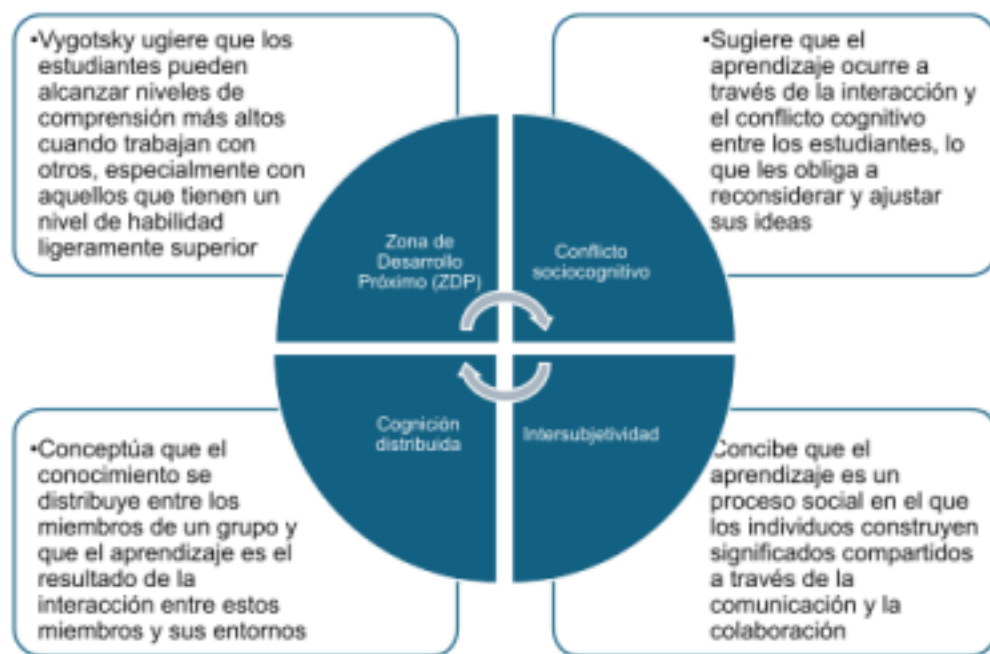 •Vygotsky ugiere que los
estudiantes pueden
alcanzar niveles de
comprensión más altos
cuando trabajan con
otros, especialmente con
aquellos que tienen un
nivel de habilidad
ligeramente superior
•Sugiere que el
aprendizaje ocurre a
través de la interacción y
el conflicto cognitivo
entre los estudiantes, lo
que les obliga a
reconsiderar y ajustar
sus ideas
Zona de
Desarrollo
Próximo (ZDP)
Conflicto
sociocognitivo
Cognición
distribuida
Intersubjetividad
•Conceptúa que el
conocimiento se
distribuye entre los
miembros de un grupo y
que el aprendizaje es el
resultado de la
interacción entre estos
miembros y sus entornos
Concibe que el
aprendizaje es un
proceso social en el que
los individuos construyen
significados compartidos
a través de la
comunicación y la
colaboración